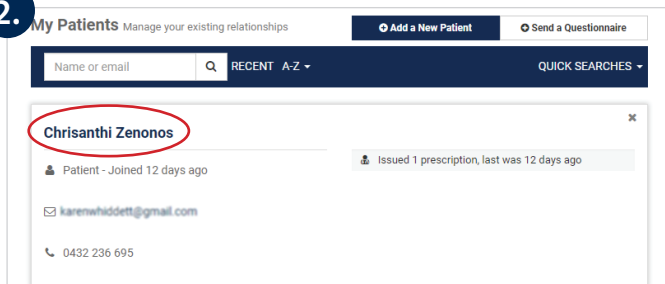 2.
My Patients Manage your existing relationships
Add a New Patient
Send a Questionnaire
Name or email
RECENT A-Z
QUICK SEARCHES
Chrisanthi Zenonos
Patient - Joined 12 days ago
Issued 1 prescription, last was 12 days ago
0432 236 695